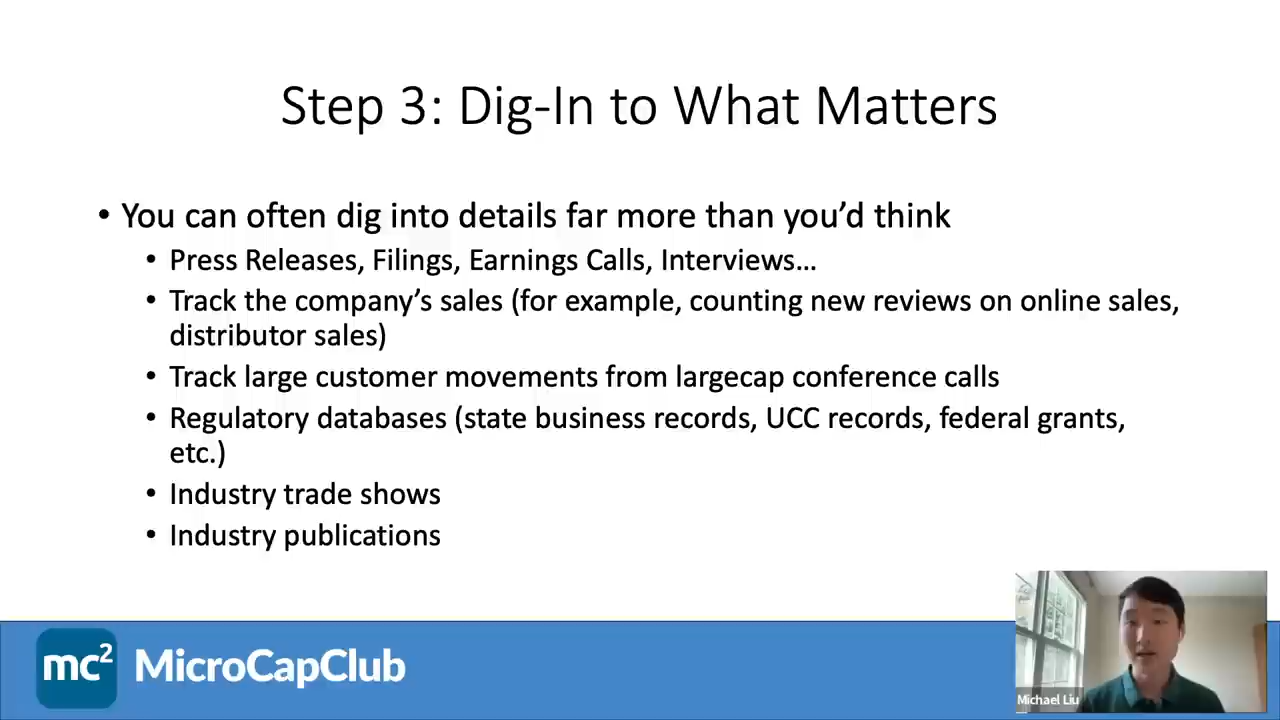 Step 3: Dig-In to What Matters
• You can often dig into details far more than you’d think
• Press Releases, Filings, Earnings Calls, Interviews...
• Track the company’s sales (for example, counting new reviews on online sales,
distributor sales)
• Track large customer movements from largecap conference calls
• Regulatory databases (state business records, UCC records, federal grants,
etc.)
• Industry trade shows
• Industry publications
mc² MicroCapClub
Michael Liu